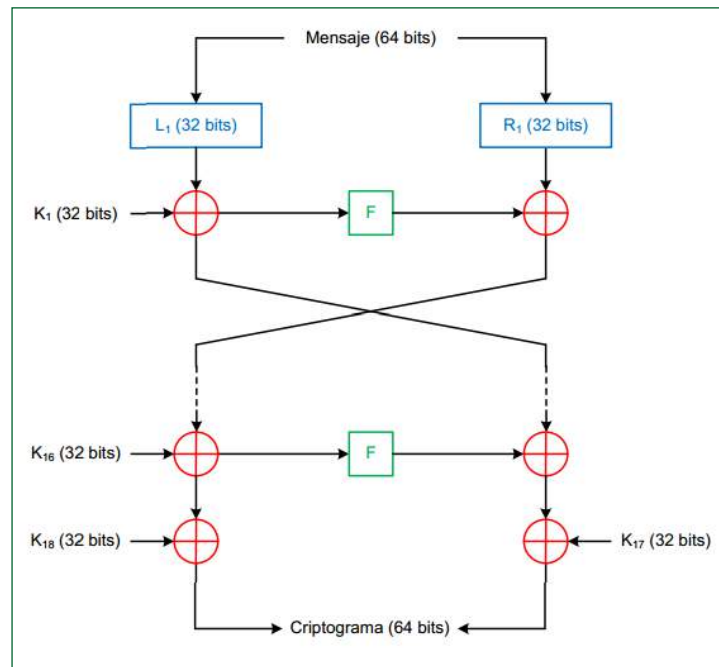 Mensaje (64 bits)
L₁ (32 bits)
R₁ (32 bits)
K₁ (32 bits)
F
K₁₆ (32 bits)
F
K₁₈ (32 bits)
K₁₇ (32 bits)
Criptograma (64 bits)